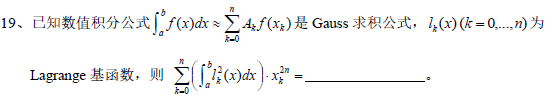 19、已知数值积分公式∫_a^b f(x)dx ≈ ∑_{k=0}^n A_k f(x_k) 是 Gauss 求积公式，l_k(x) (k = 0,...,n) 为
Lagrange 基函数，则 ∑_{k=0}^n (∫_a^b l_k^2(x)dx) · x_k^{2n} =______________。